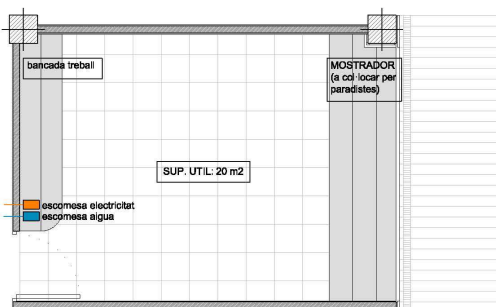 bancada treball
MOSTRADOR
(a col·locar per
paradistes)
SUP. UTIL: 20 m2
escomesa electricitat
escomesa aigua